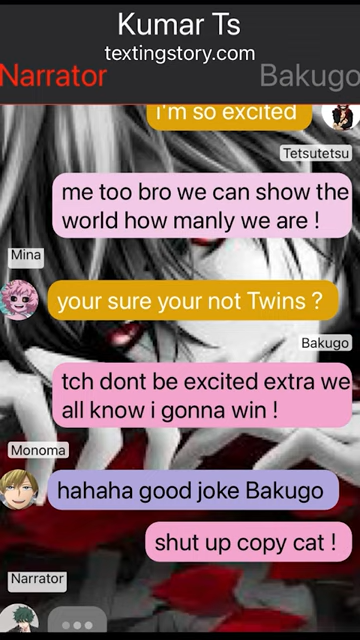 Kumar Ts
textingstory.com
Narrator
Bakugo
i'm so excited
Tetsutetsu
me too bro we can show the
world how manly we are !
Mina
your sure your not Twins ?
Bakugo
tch dont be excited extra we
all know i gonna win !
Monoma
hahaha good joke Bakugo
shut up copy cat !
Narrator